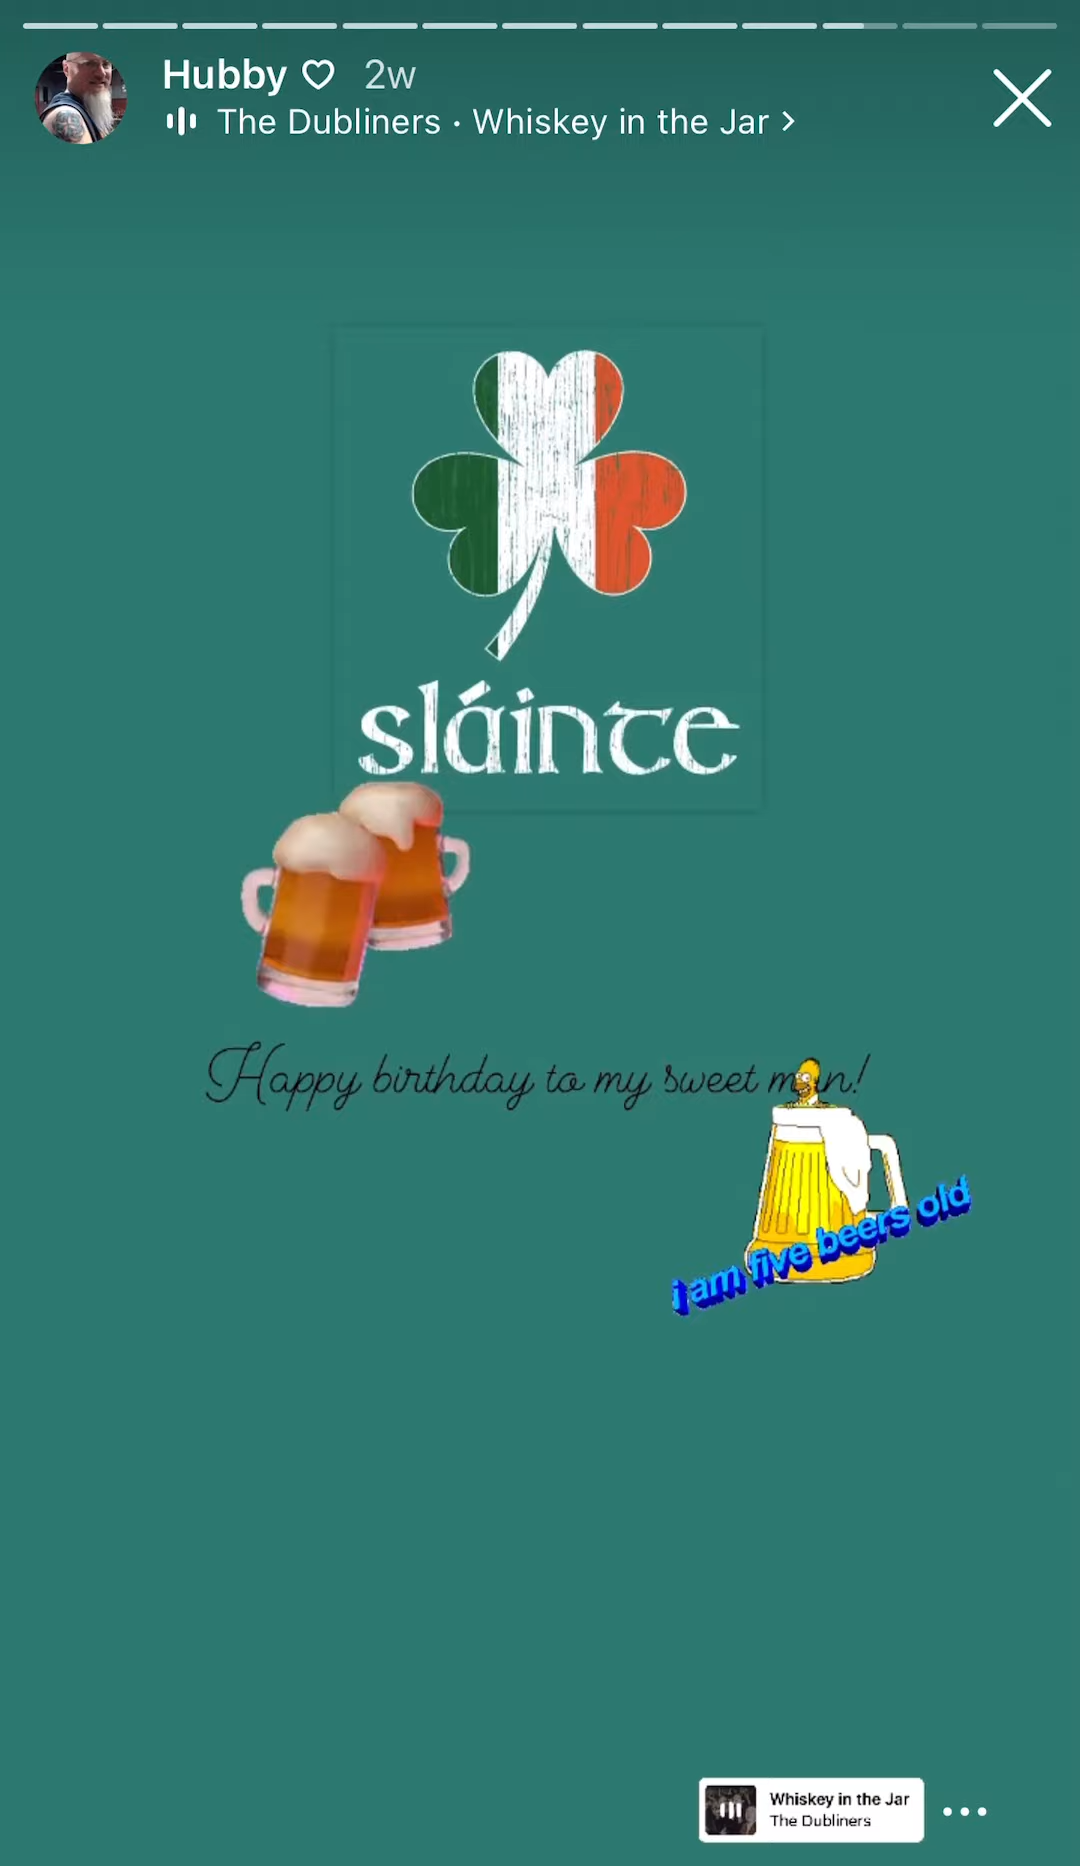 Hubby ♡ 2w
The Dubliners · Whiskey in the Jar >
sláinte
Happy birthday to my sweet man!
i am five beers old
Whiskey in the Jar
The Dubliners